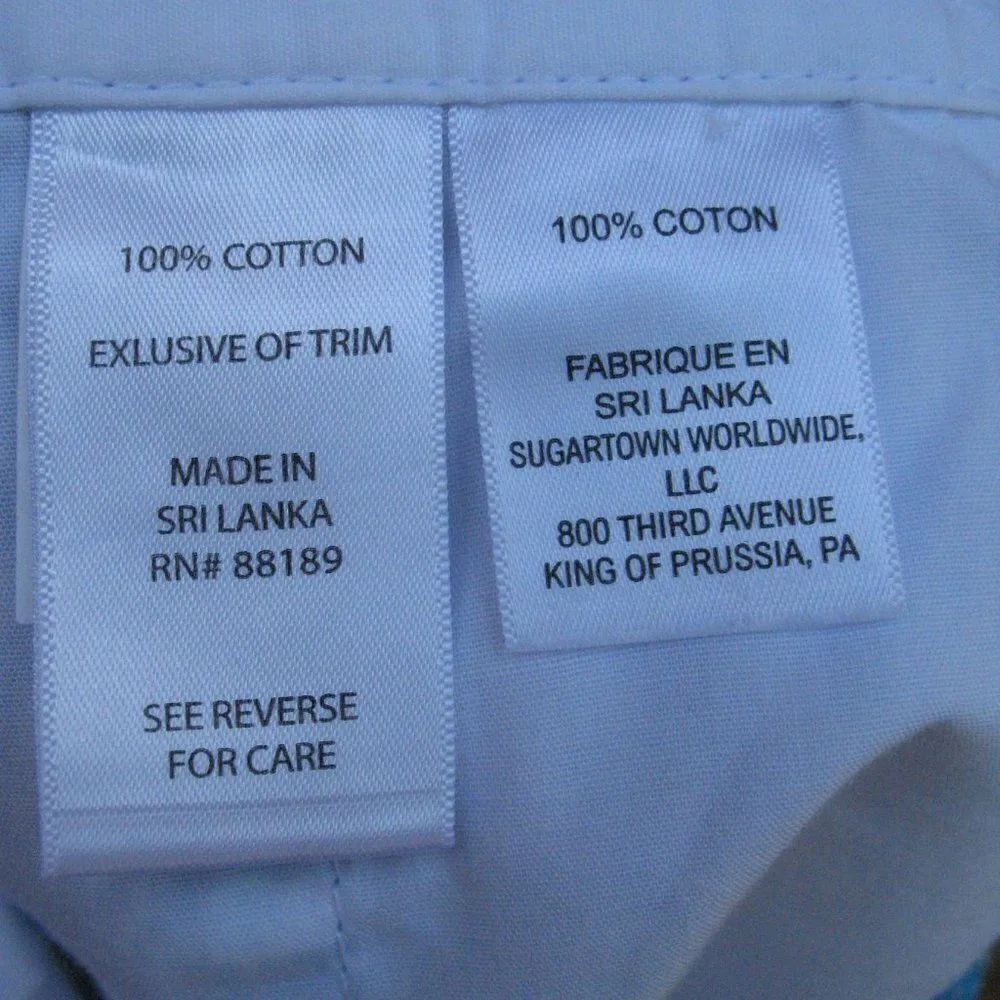 100% COTTON
EXLUSIVE OF TRIM
MADE IN
SRI LANKA
RN# 88189
SEE REVERSE
FOR CARE
100% COTON
FABRIQUE EN
SRI LANKA
SUGARTOWN WORLDWIDE,
LLC
800 THIRD AVENUE
KING OF PRUSSIA, PA